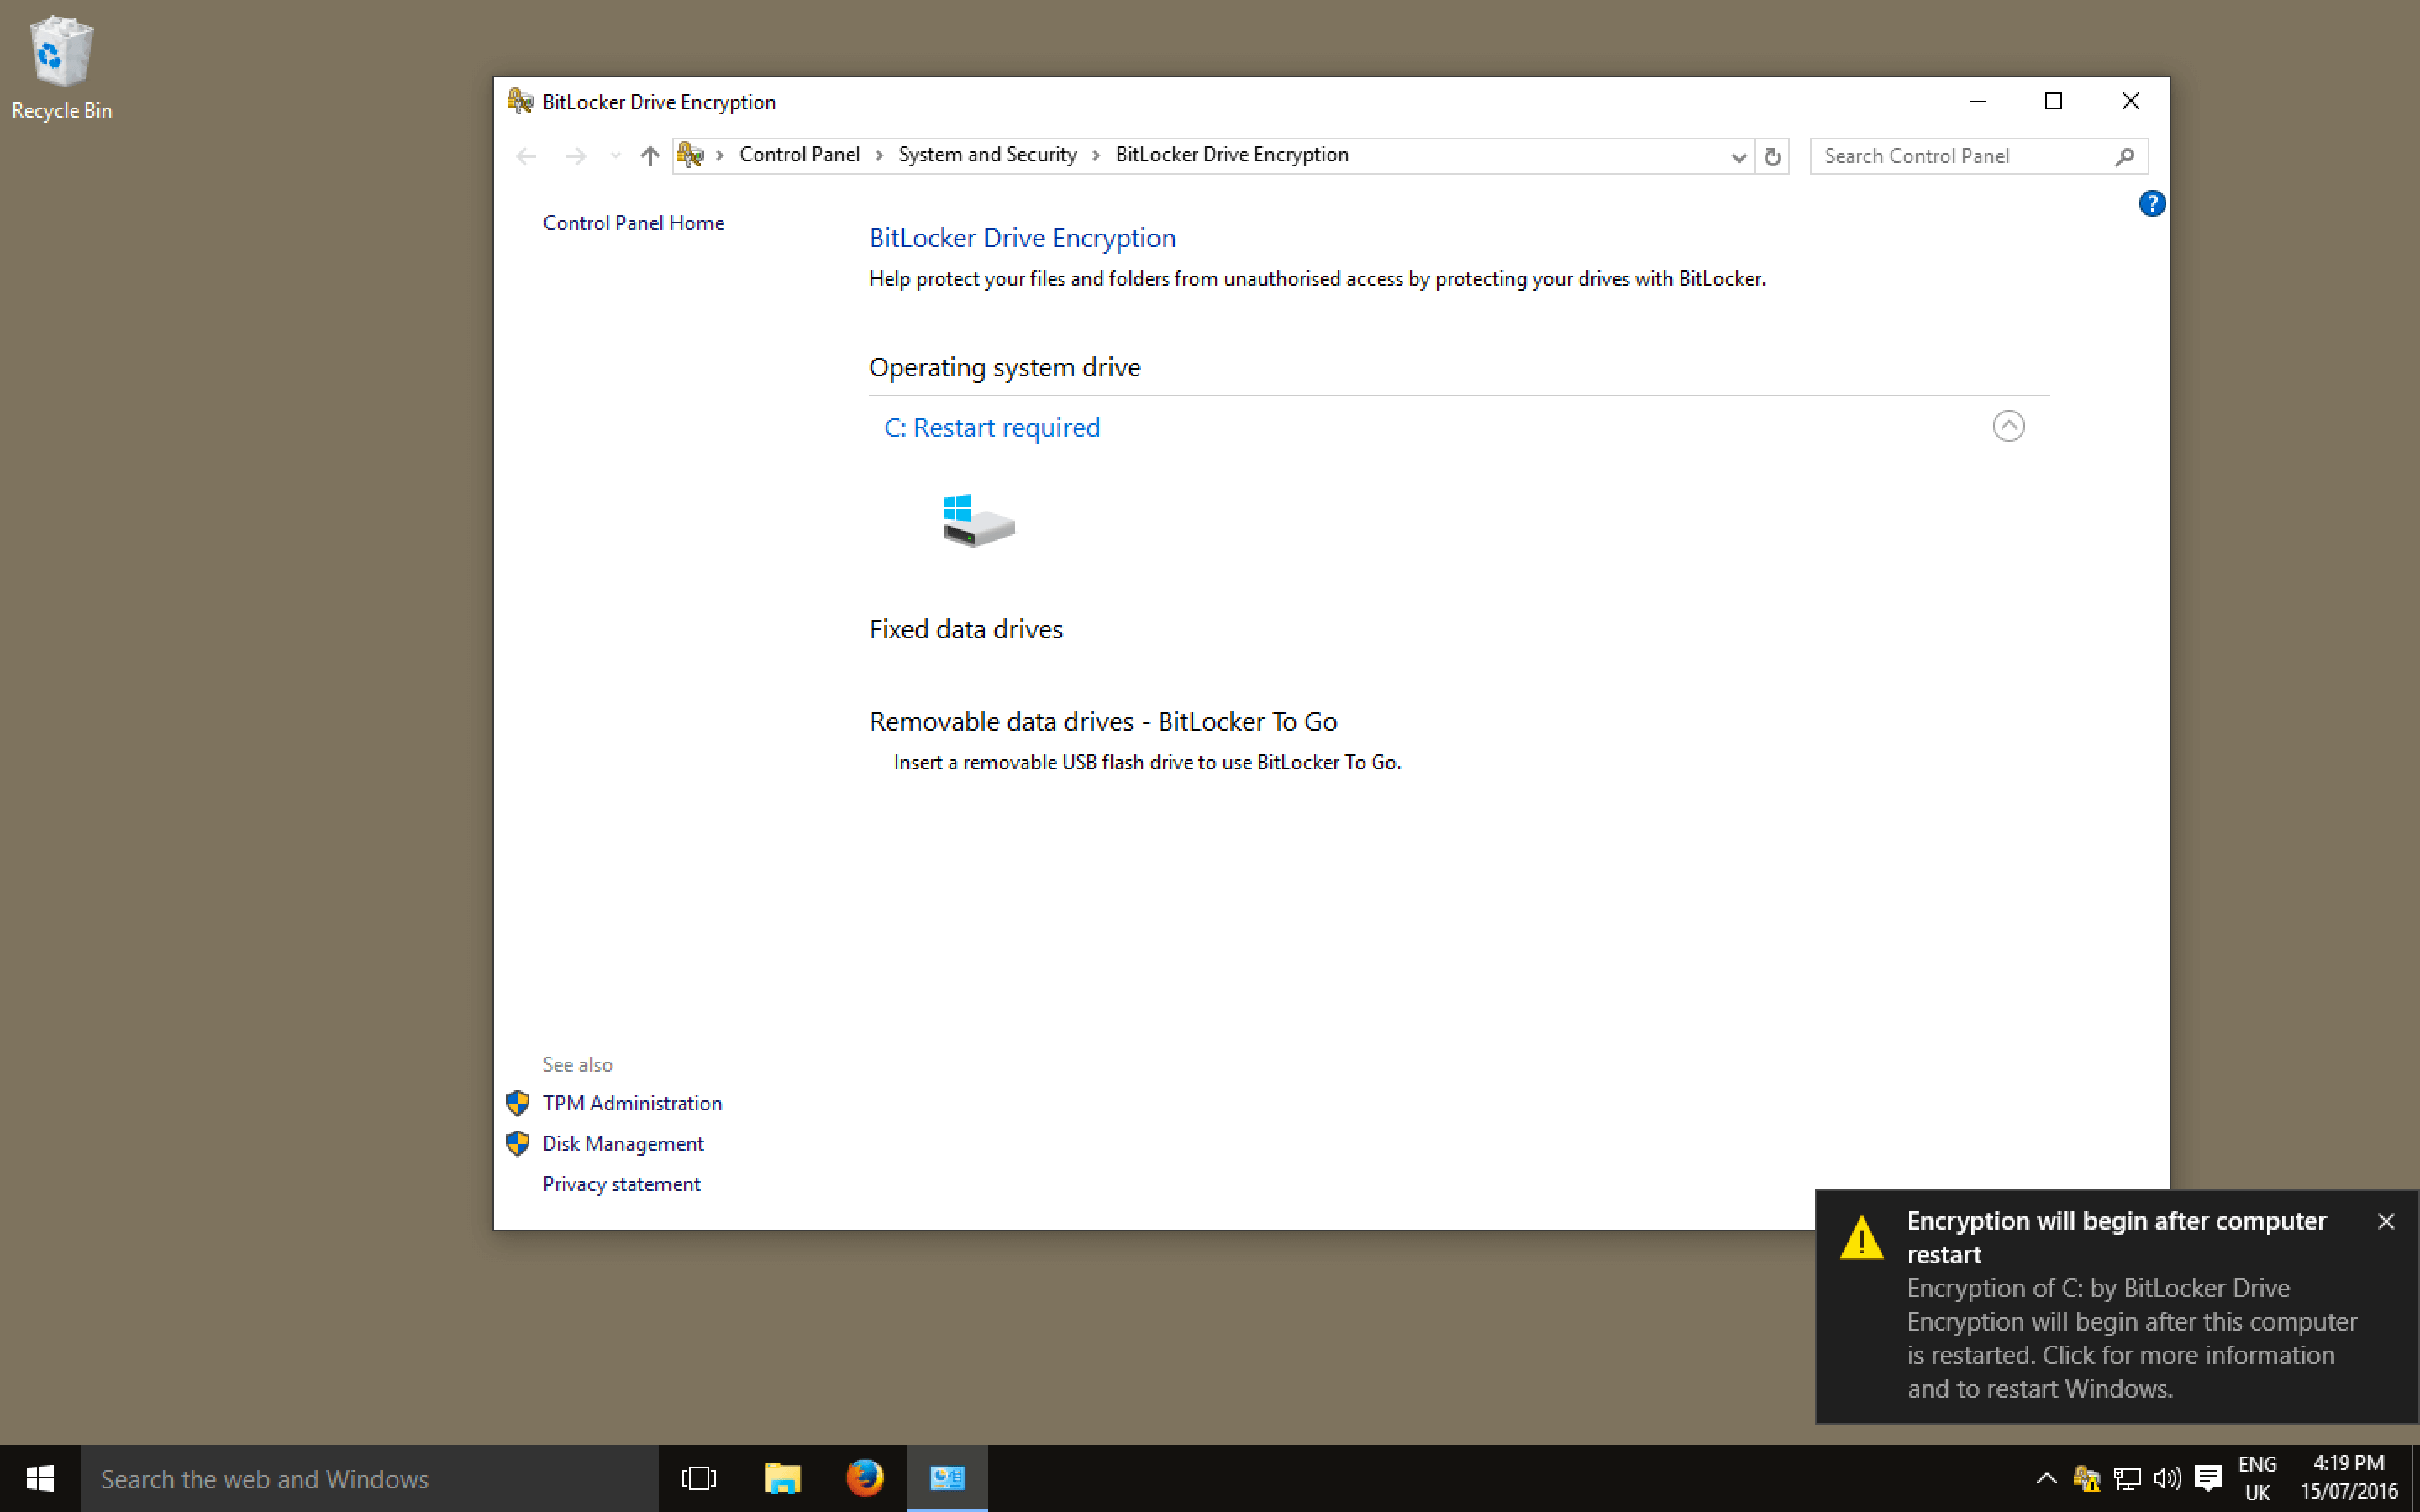 Recycle Bin
BitLocker Drive Encryption
Control Panel > System and Security > BitLocker Drive Encryption
Search Control Panel
?
Control Panel Home
BitLocker Drive Encryption
Help protect your files and folders from unauthorised access by protecting your drives with BitLocker.
Operating system drive
C: Restart required
Fixed data drives
Removable data drives - BitLocker To Go
Insert a removable USB flash drive to use BitLocker To Go.
See also
TPM Administration
Disk Management
Privacy statement
Encryption will begin after computer
restart
Encryption of C: by BitLocker Drive
Encryption will begin after this computer
is restarted. Click for more information
and to restart Windows.
Search the web and Windows
ENG
UK
4:19 PM
15/07/2016